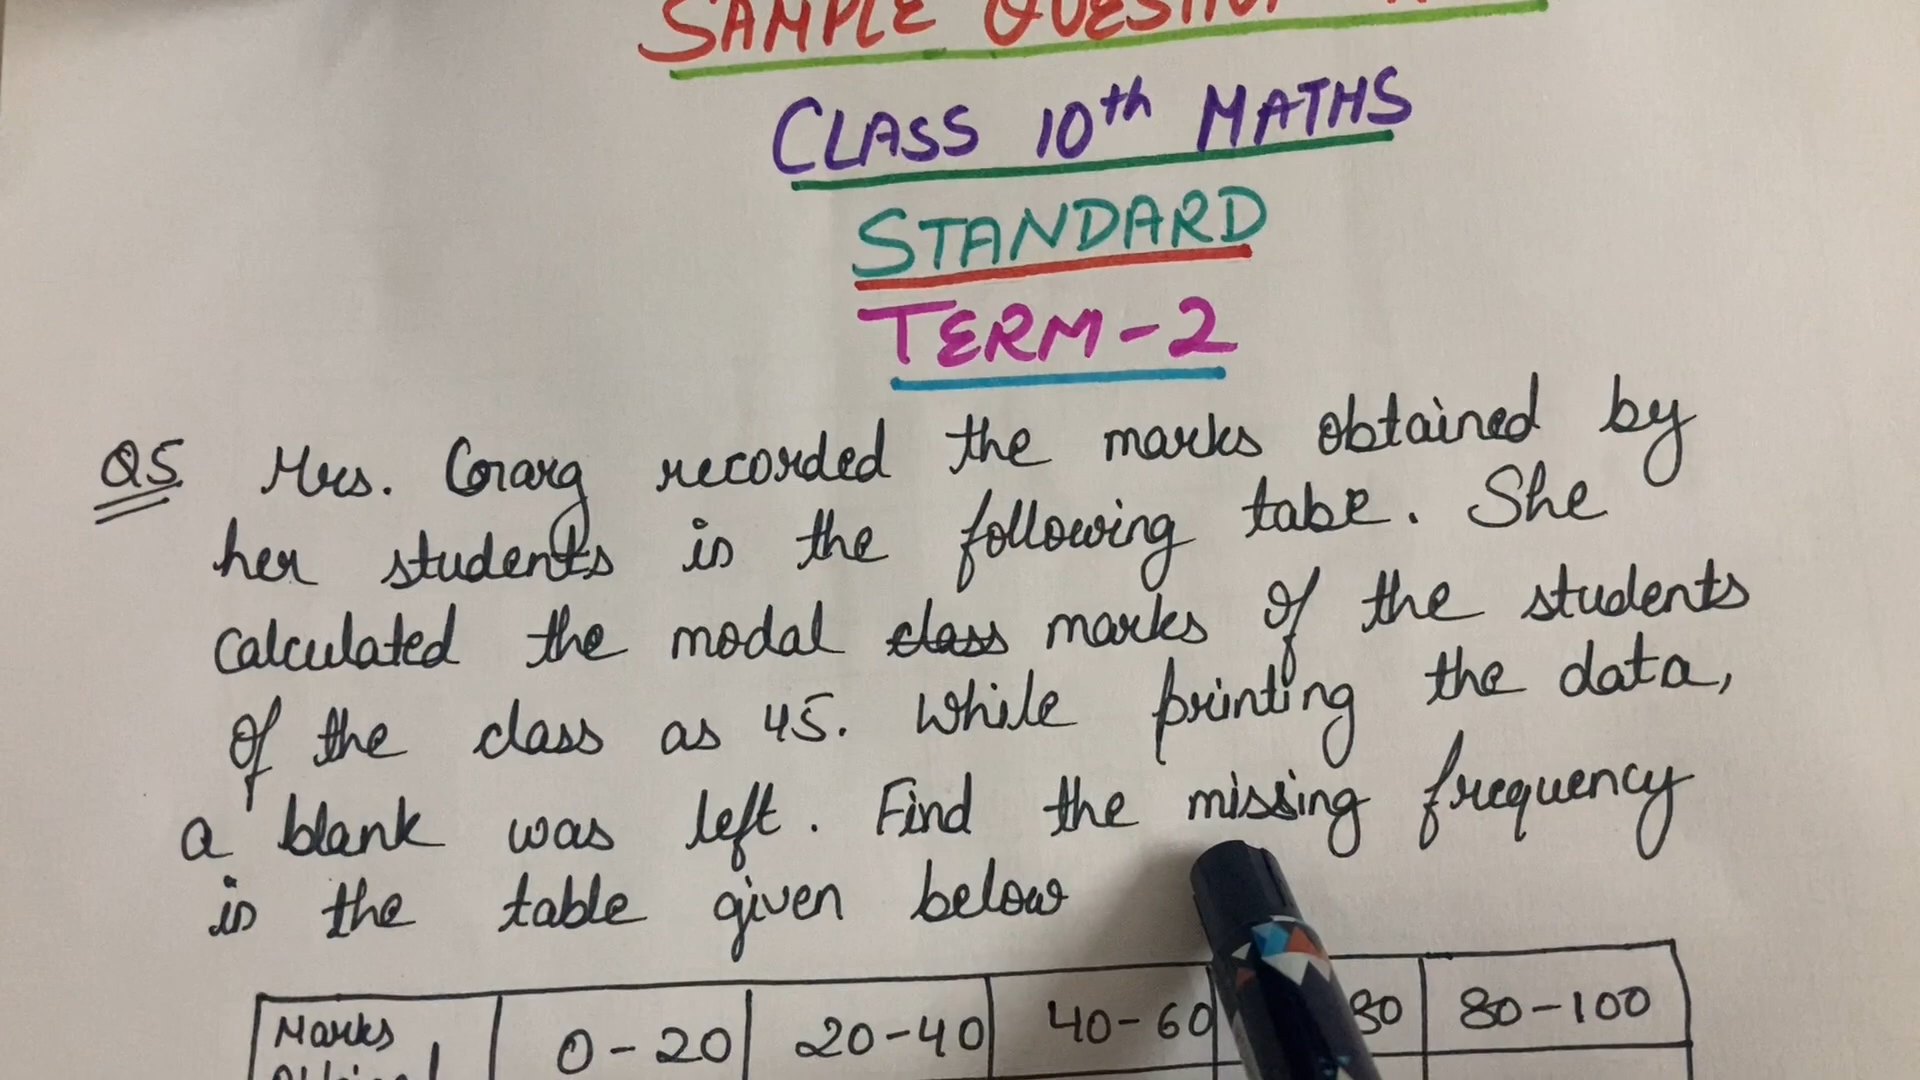 SAMPLE
CLASS 10th MATHS
STANDARD
TERM-2
Q5 Mrs. Garg recorded the marks obtained by
her students in the following table. She
calculated the modal class marks of the students
of the class as 45. While printing the data,
a blank was left. Find the missing frequency
in the table given below
Marks 0-20 20-40 40-60 80 80-100